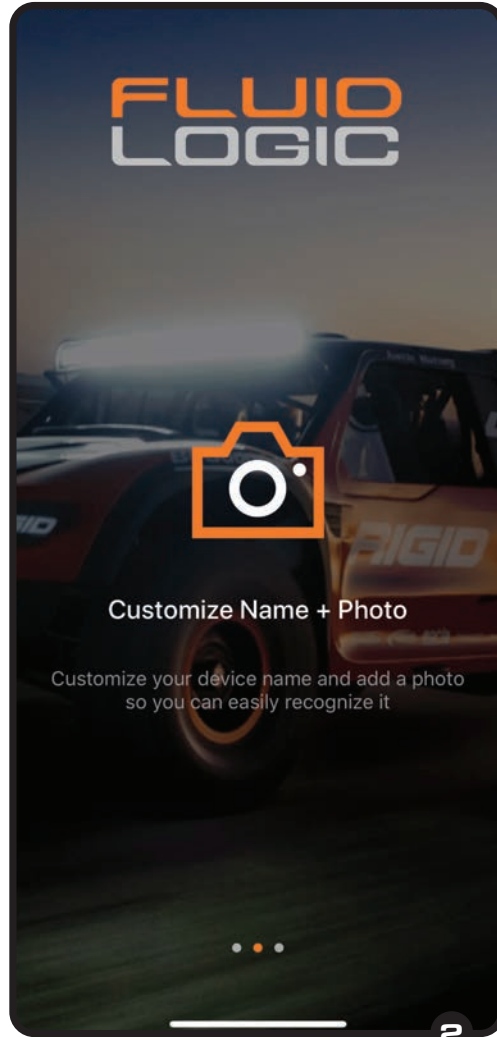 FLUID
LOGIC
RIGID
Customize Name + Photo
Customize your device name and add a photo
so you can easily recognize it
2